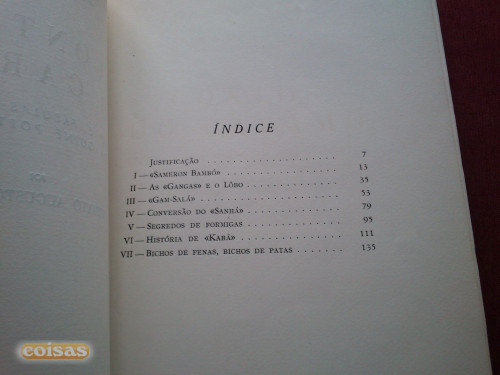 ÍNDICE
Justificação . . . . . . . . . . . . . . . . . 7
I — «Sameron Bambó» . . . . . . . . . . . . . . . 13
II — As «Gangas» e o Lôbo . . . . . . . . . . . . . 35
III — «Gam-Salá» . . . . . . . . . . . . . . . . . 53
IV — Conversão do «Sanhá» . . . . . . . . . . . . . 79
V — Segredos de formigas . . . . . . . . . . . . . 95
VI — História de «Kabá» . . . . . . . . . . . . . . 111
VII — Bichos de penas, bichos de patas . . . . . . . 135
coisas